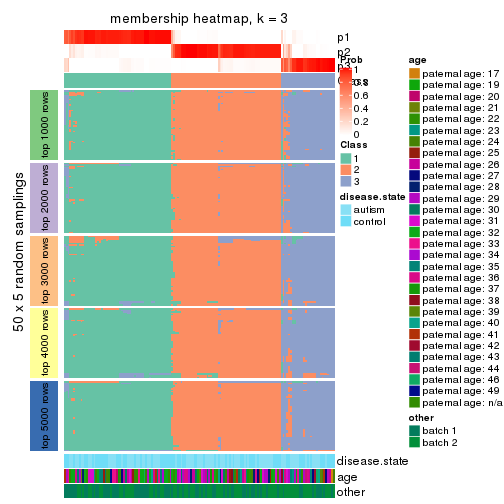 membership heatmap, k = 3
p1
p2
p3
Class
50 x 5 random samplings
top 1000 rows
top 2000 rows
top 3000 rows
top 4000 rows
top 5000 rows
disease.state
age
other
Prob
1
0.8
0.6
0.4
0.2
0
Class
1
2
3
disease.state
autism
control
age
paternal age: 17
paternal age: 19
paternal age: 20
paternal age: 21
paternal age: 22
paternal age: 23
paternal age: 24
paternal age: 25
paternal age: 26
paternal age: 27
paternal age: 28
paternal age: 29
paternal age: 30
paternal age: 31
paternal age: 32
paternal age: 33
paternal age: 34
paternal age: 35
paternal age: 36
paternal age: 37
paternal age: 38
paternal age: 39
paternal age: 40
paternal age: 41
paternal age: 42
paternal age: 43
paternal age: 44
paternal age: 46
paternal age: 49
paternal age: n/a
other
batch 1
batch 2